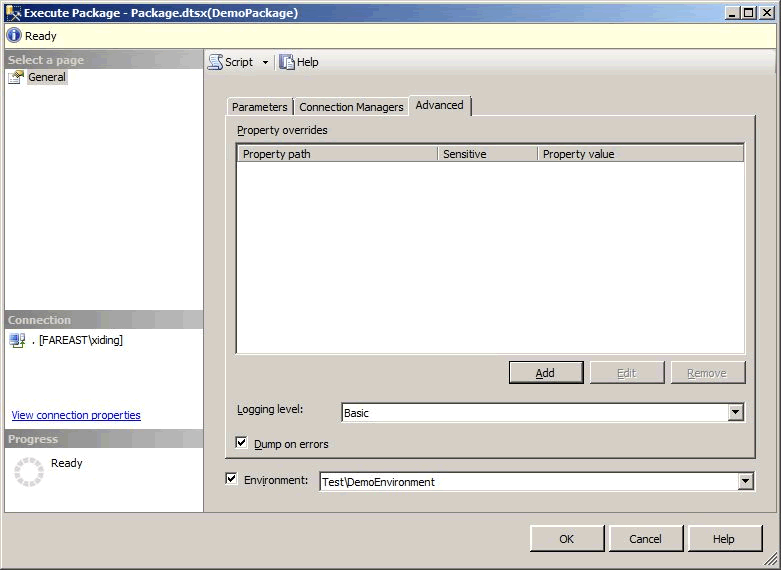 Execute Package - Package.dtsx(DemoPackage)
Ready
Select a page
General
Script
Help
Parameters
Connection Managers
Advanced
Property overrides
Property path
Sensitive
Property value
Add
Edit
Remove
Logging level:
Basic
Dump on errors
Environment:
Test\DemoEnvironment
Connection
. [FAREAST\xiding]
View connection properties
Progress
Ready
OK
Cancel
Help